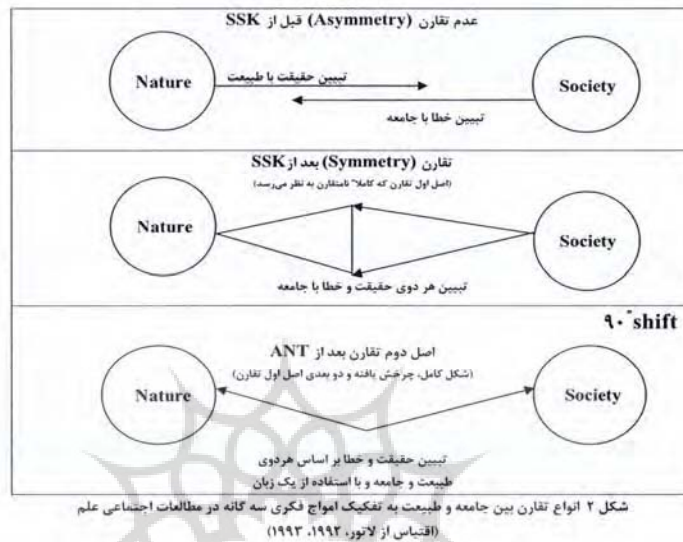 عدم تقارن (Asymmetry) قبل از SSK
Nature
Society
تبیین حقیقت با طبیعت
تبیین خطا با جامعه
تقارن (Symmetry) بعد از SSK
(اصل اول تقارن که کاملاً نامتقارن به نظر می‌رسد)
Nature
Society
تبیین هر دوی حقیقت و خطا با جامعه
۹۰˚ shift
اصل دوم تقارن بعد از ANT
(شکل کامل، چرخش یافته و دو بعدی اصل اول تقارن)
Nature
Society
تبیین حقیقت و خطا بر اساس هردوی
طبیعت و جامعه و با استفاده از یک زبان
شکل ۲ انواع تقارن بین جامعه و طبیعت به تفکیک امواج فکری سه گانه در مطالعات اجتماعی علم
(اقتباس از لاتور، ۱۹۹۲، ۱۹۹۳)